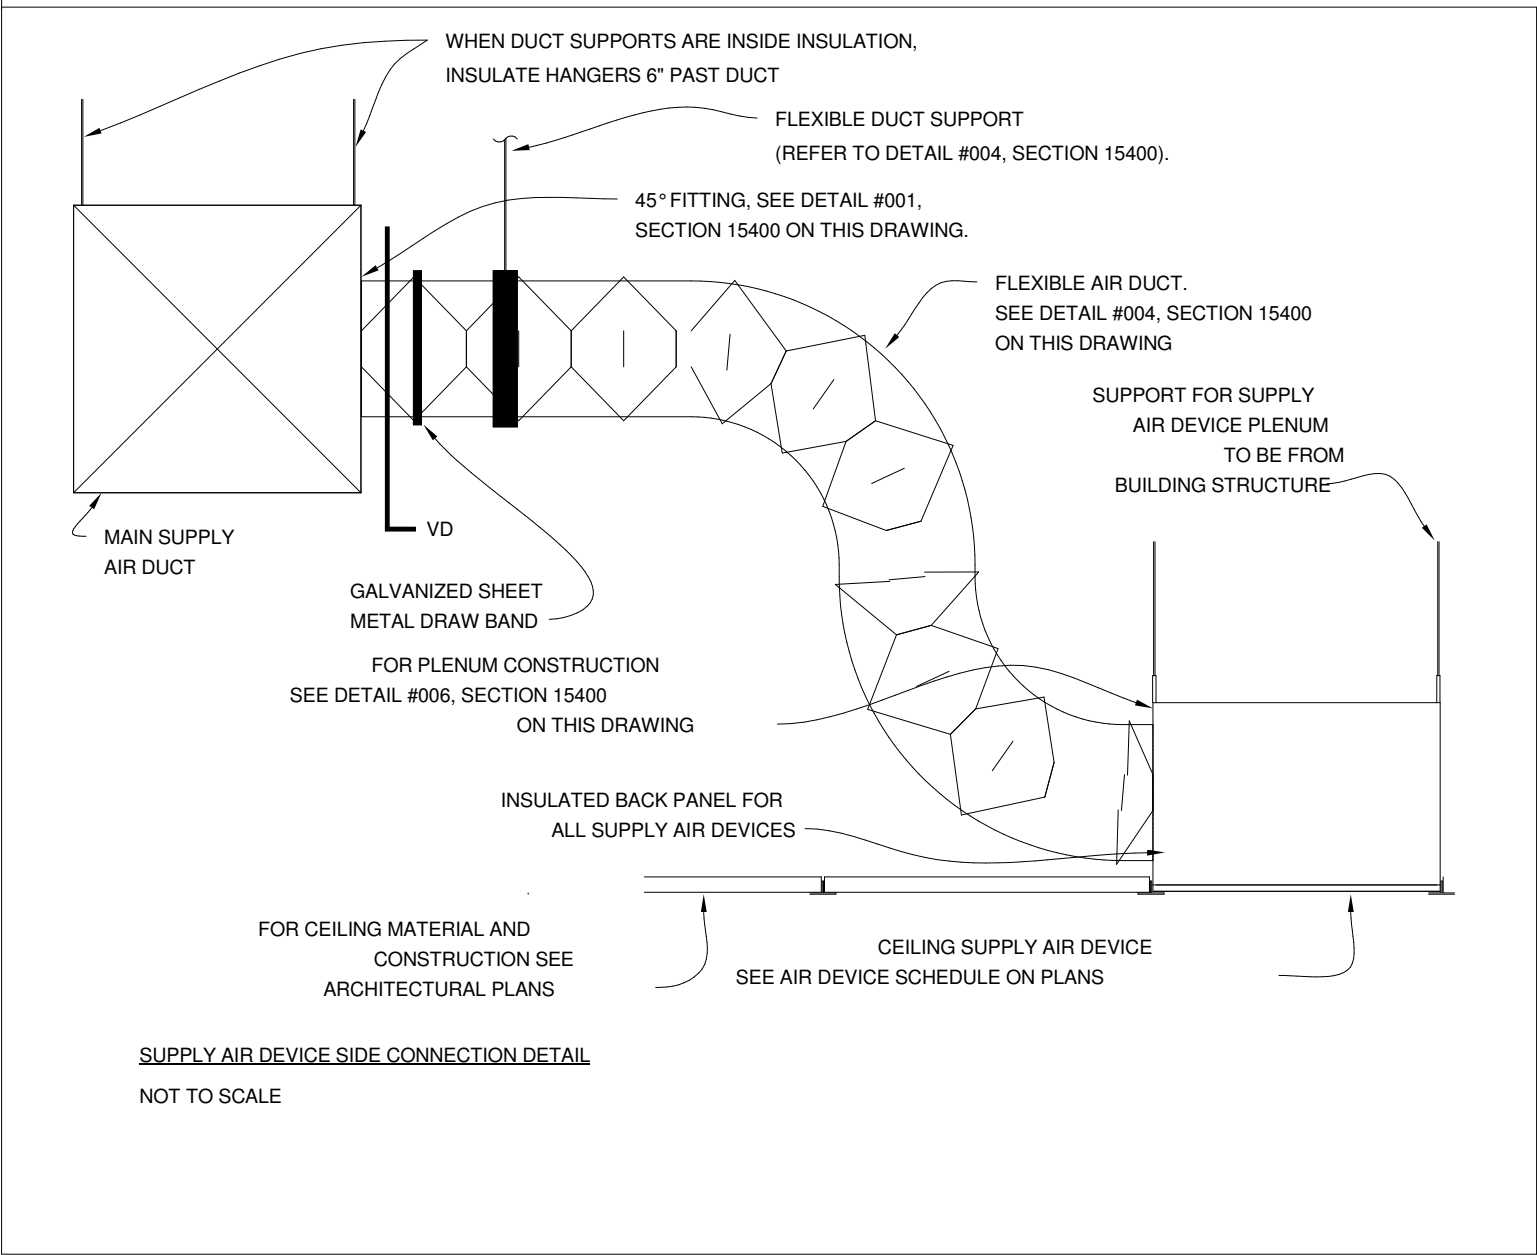 WHEN DUCT SUPPORTS ARE INSIDE INSULATION,
INSULATE HANGERS 6" PAST DUCT
FLEXIBLE DUCT SUPPORT
(REFER TO DETAIL #004, SECTION 15400).
45° FITTING, SEE DETAIL #001,
SECTION 15400 ON THIS DRAWING.
FLEXIBLE AIR DUCT.
SEE DETAIL #004, SECTION 15400
ON THIS DRAWING
SUPPORT FOR SUPPLY
AIR DEVICE PLENUM
TO BE FROM
BUILDING STRUCTURE
VD
MAIN SUPPLY
AIR DUCT
GALVANIZED SHEET
METAL DRAW BAND
FOR PLENUM CONSTRUCTION
SEE DETAIL #006, SECTION 15400
ON THIS DRAWING
INSULATED BACK PANEL FOR
ALL SUPPLY AIR DEVICES
FOR CEILING MATERIAL AND
CONSTRUCTION SEE
ARCHITECTURAL PLANS
CEILING SUPPLY AIR DEVICE
SEE AIR DEVICE SCHEDULE ON PLANS
SUPPLY AIR DEVICE SIDE CONNECTION DETAIL
NOT TO SCALE